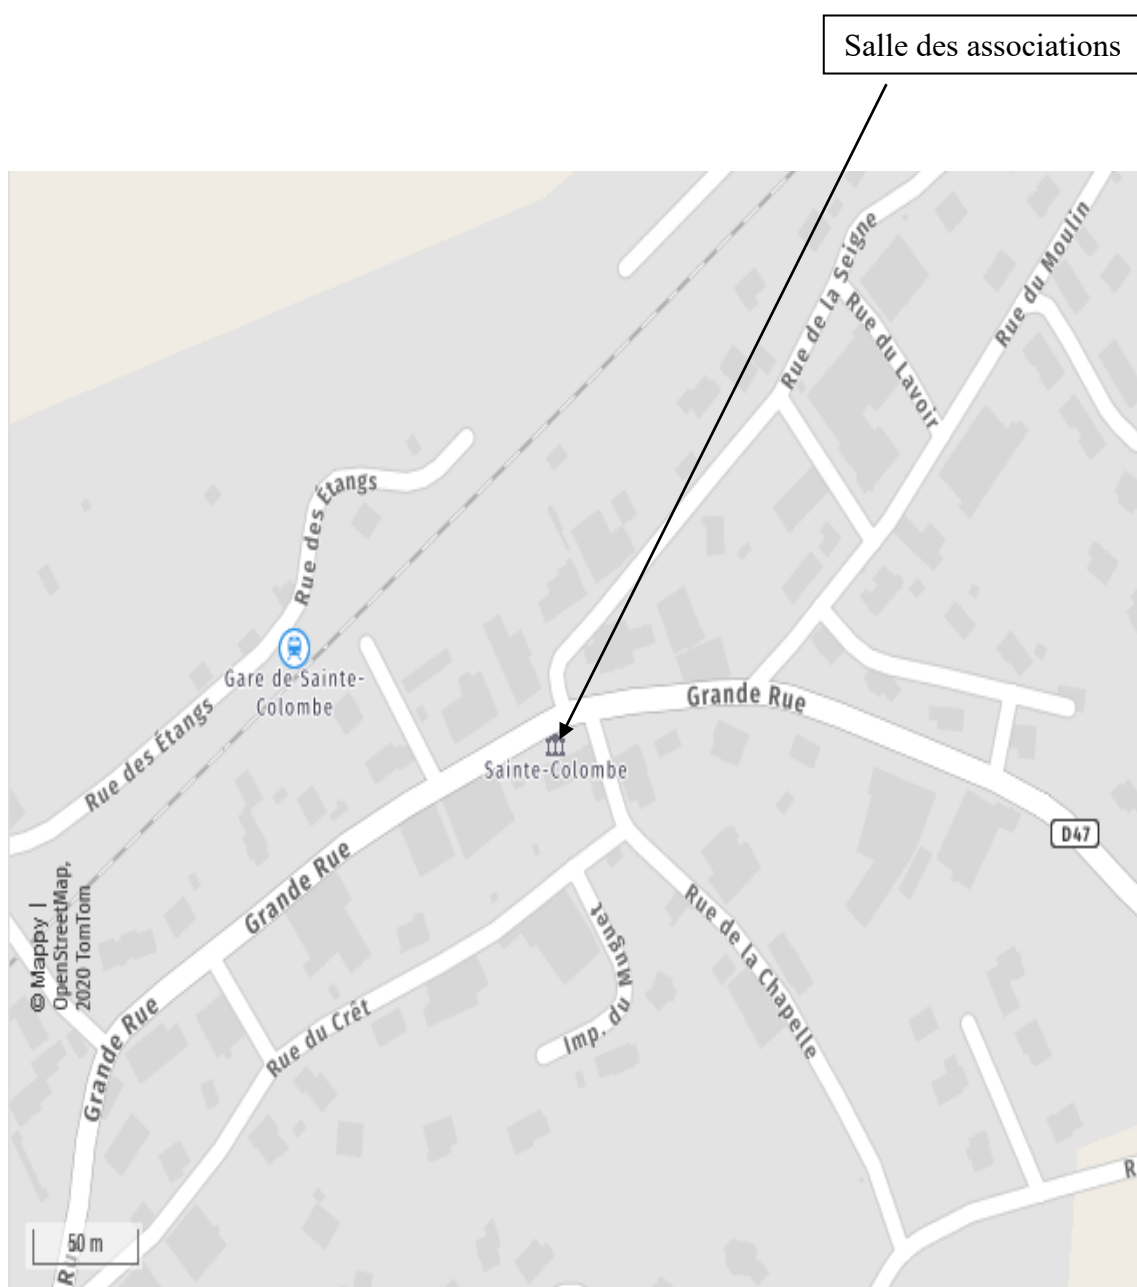 Salle des associations
Rue de la Seigne
Rue du Moulin
Rue du Lavoir
Rue des Étangs
Gare de Sainte-
Colombe
Rue des Étangs
Grande Rue
Sainte-Colombe
D47
Grande Rue
Rue de la Chapelle
Imp. du Muguet
Rue du Crêt
Grande Rue
© Mappy |
OpenStreetMap,
2020 TomTom
R
50 m
Ru